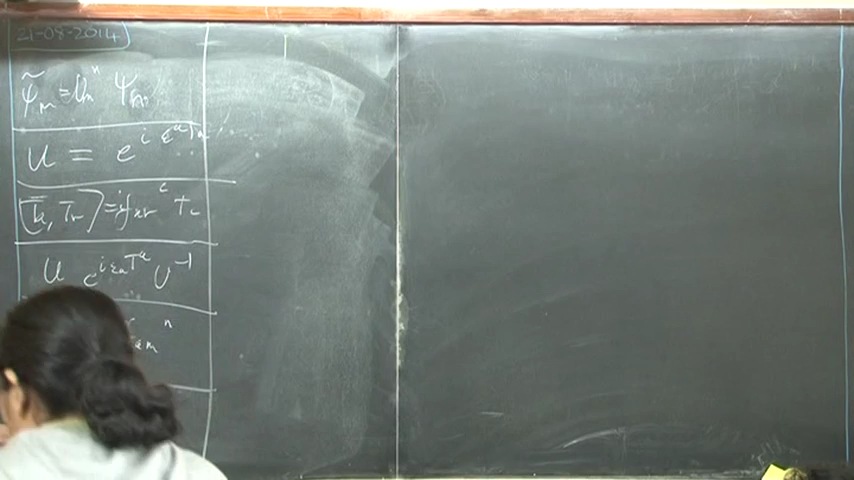 21-08-2014
ψ̃_m = U_m^n ψ_n
U = e^{i ε^a T_a}
[T_a, T_b] = i f_{ab}^c T_c
U e^{i ε_a T^a} U^{-1}